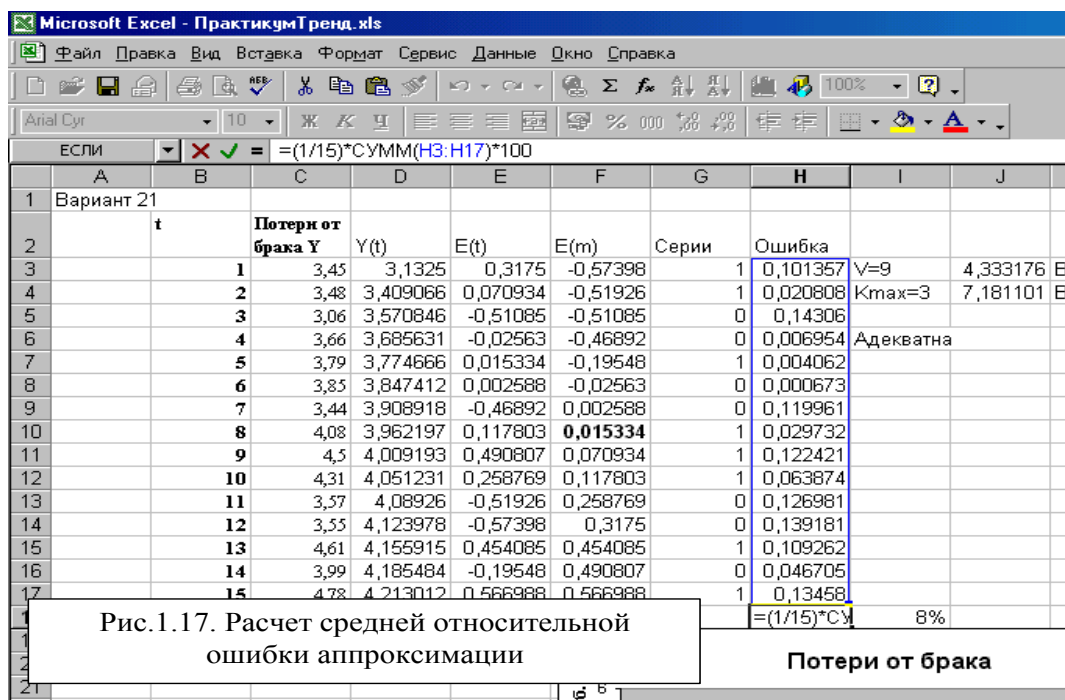 Microsoft Excel - ПрактикумТренд.xls
Файл Правка Вид Вставка Формат Сервис Данные Окно Справка
100%
Arial Cyr 10 Ж К Ч % 000
ЕСЛИ = =(1/15)*СУММ(H3:H17)*100
A B C D E F G H I J
1 Вариант 21
t Потери от
2 брака Y Y(t) E(t) E(m) Серии Ошибка
3 1 3,45 3,1325 0,3175 -0,57398 1 0,101357 V=9 4,333176 Е
4 2 3,48 3,409066 0,070934 -0,51926 1 0,020808 Kmax=3 7,181101 Е
5 3 3,06 3,570846 -0,51085 -0,51085 0 0,14306
6 4 3,66 3,685631 -0,02563 -0,46892 0 0,006954 Адекватна
7 5 3,79 3,774666 0,015334 -0,19548 1 0,004062
8 6 3,85 3,847412 0,002588 -0,02563 0 0,000673
9 7 3,44 3,908918 -0,46892 0,002588 0 0,119961
10 8 4,08 3,962197 0,117803 0,015334 1 0,029732
11 9 4,5 4,009193 0,490807 0,070934 1 0,122421
12 10 4,31 4,051231 0,258769 0,117803 1 0,063874
13 11 3,57 4,08926 -0,51926 0,258769 0 0,126981
14 12 3,55 4,123978 -0,57398 0,3175 0 0,139181
15 13 4,61 4,155915 0,454085 0,454085 1 0,109262
16 14 3,99 4,185484 -0,19548 0,490807 0 0,046705
17 15 4,78 4,213012 0,566988 0,566988 1 0,13458
=(1/15)*СУ 8%
Рис.1.17. Расчет средней относительной
ошибки аппроксимации
Потери от брака
21 6